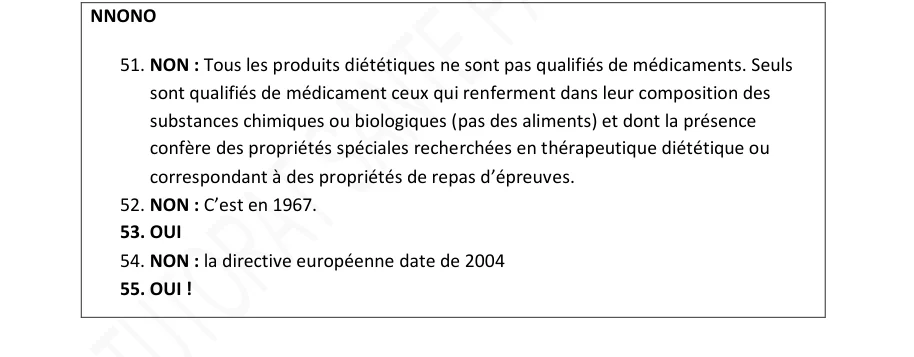 NNONO
51. NON : Tous les produits diététiques ne sont pas qualifiés de médicaments. Seuls
sont qualifiés de médicament ceux qui renferment dans leur composition des
substances chimiques ou biologiques (pas des aliments) et dont la présence
confère des propriétés spéciales recherchées en thérapeutique diététique ou
correspondant à des propriétés de repas d’épreuves.
52. NON : C’est en 1967.
53. OUI
54. NON : la directive européenne date de 2004
55. OUI !